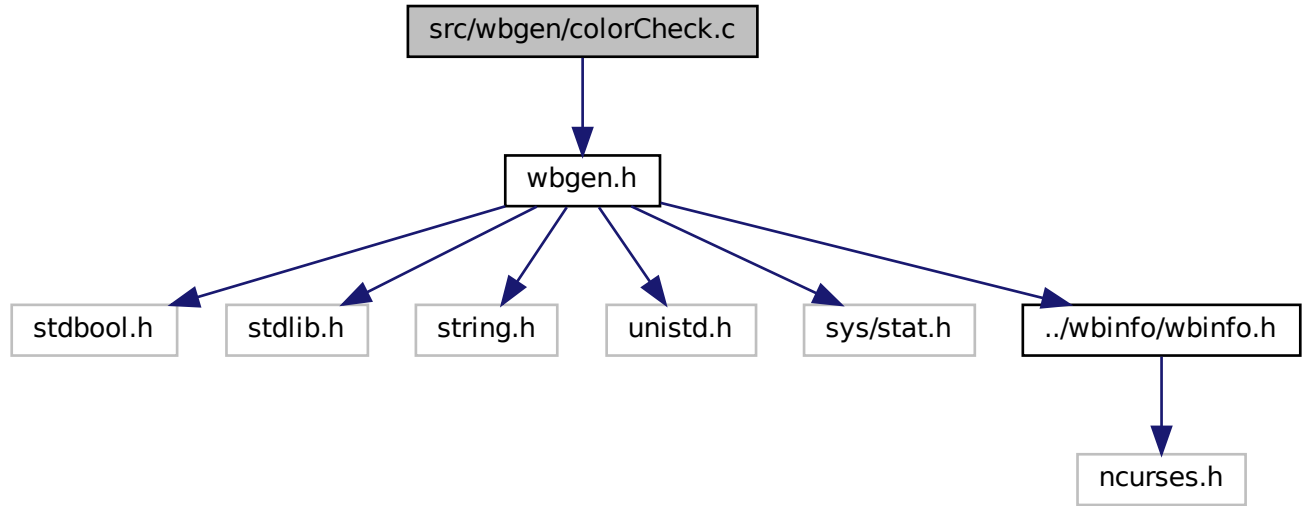 src/wbgen/colorCheck.c
wbgen.h
stdbool.h
stdlib.h
string.h
unistd.h
sys/stat.h
../wbinfo/wbinfo.h
ncurses.h